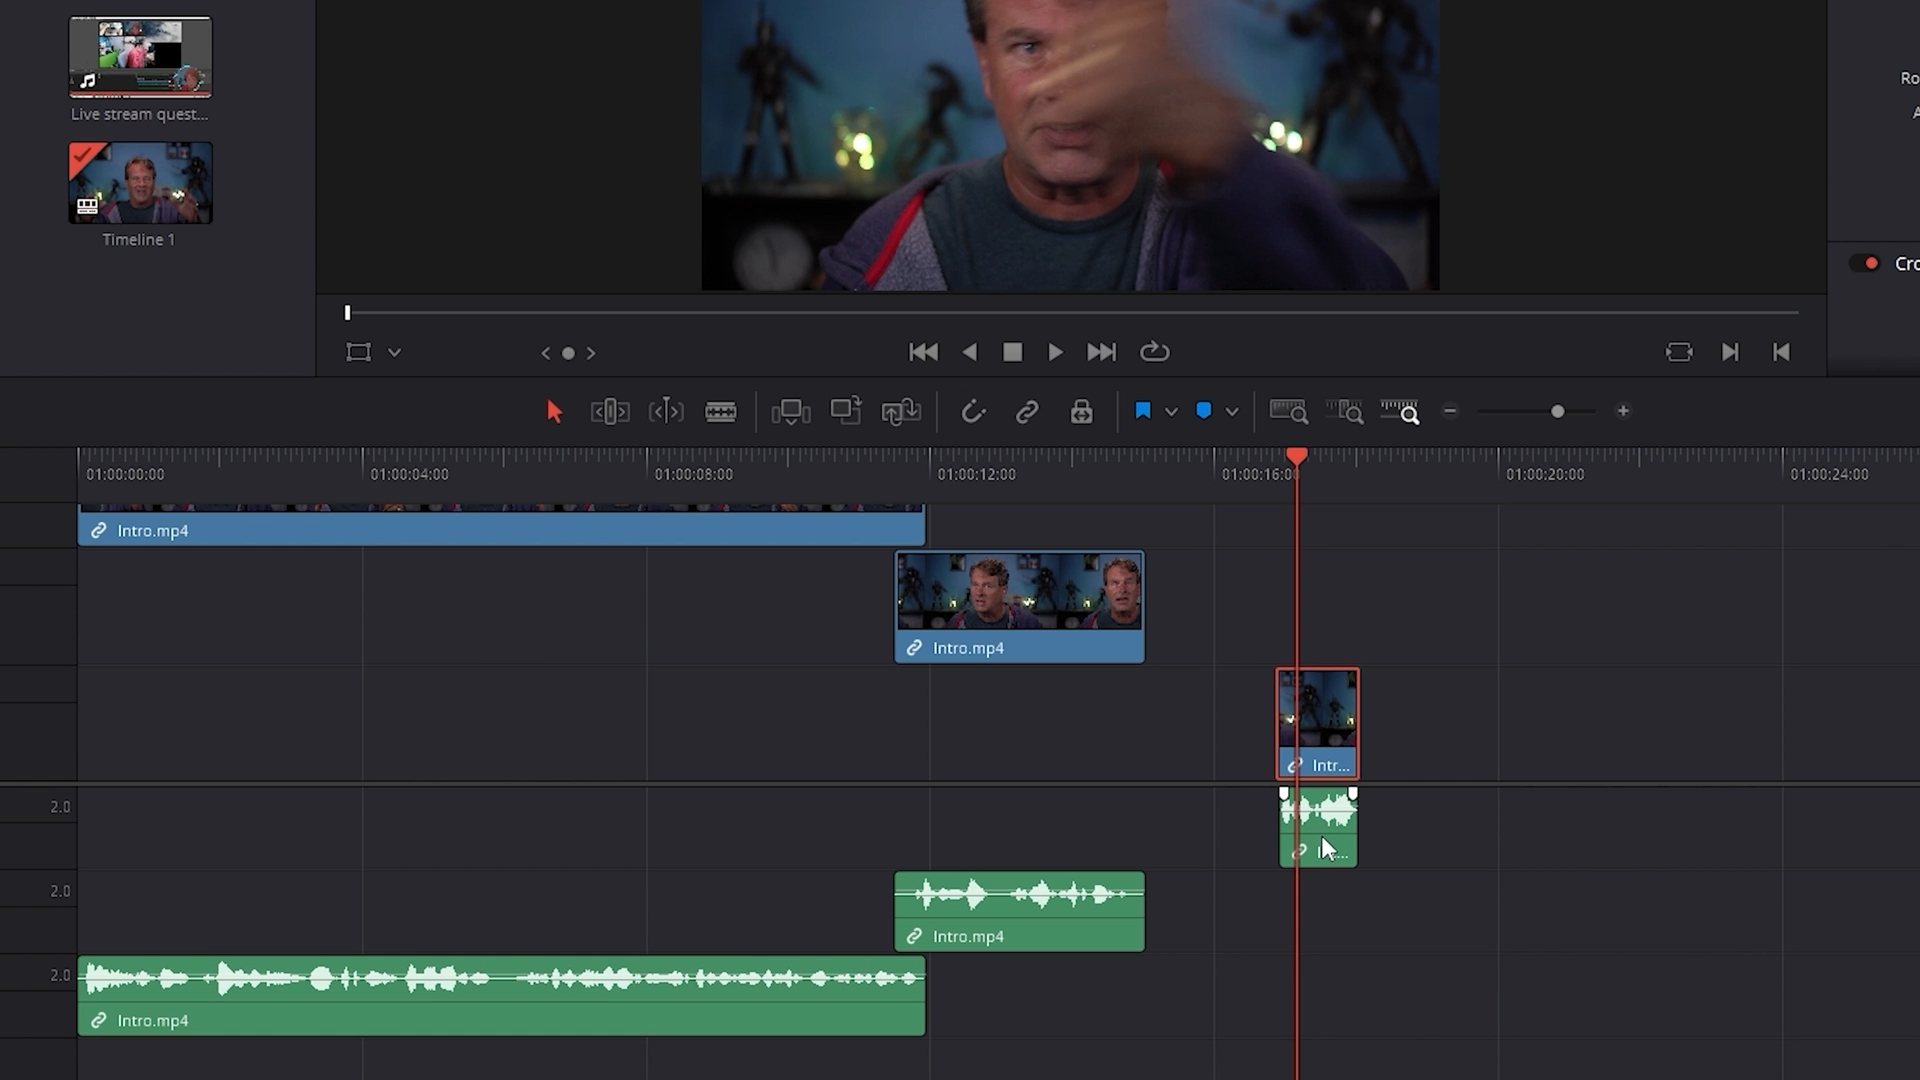 Live stream quest...
Timeline 1
Ro
A
Cro
01:00:00:00
01:00:04:00
01:00:08:00
01:00:12:00
01:00:16:00
01:00:20:00
01:00:24:00
Intro.mp4
Intro.mp4
Intr...
2.0
2.0
Intro.mp4
2.0
Intro.mp4